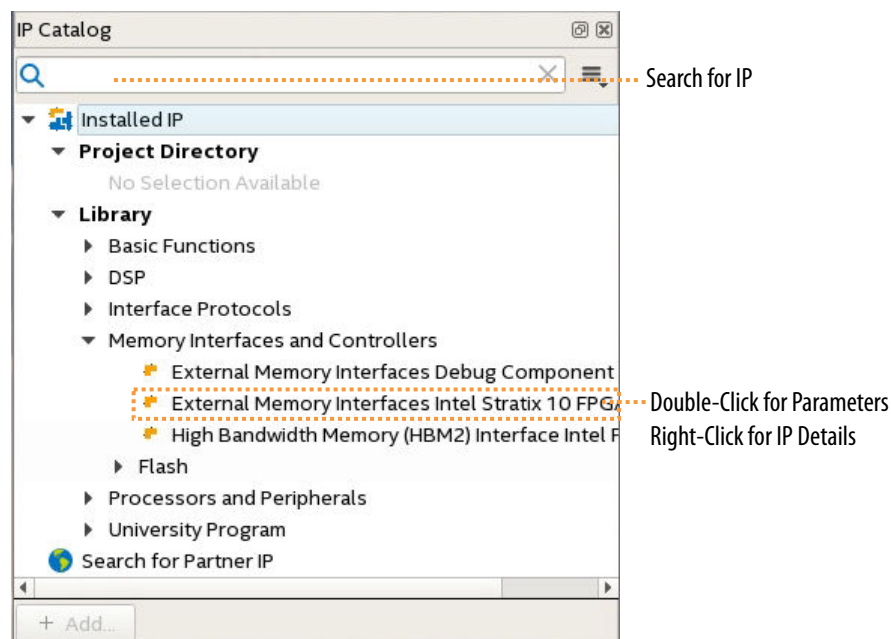 IP Catalog
Search for IP
Installed IP
Project Directory
No Selection Available
Library
Basic Functions
DSP
Interface Protocols
Memory Interfaces and Controllers
External Memory Interfaces Debug Component
External Memory Interfaces Intel Stratix 10 FPGA
Double-Click for Parameters
High Bandwidth Memory (HBM2) Interface Intel F
Right-Click for IP Details
Flash
Processors and Peripherals
University Program
Search for Partner IP
+ Add...